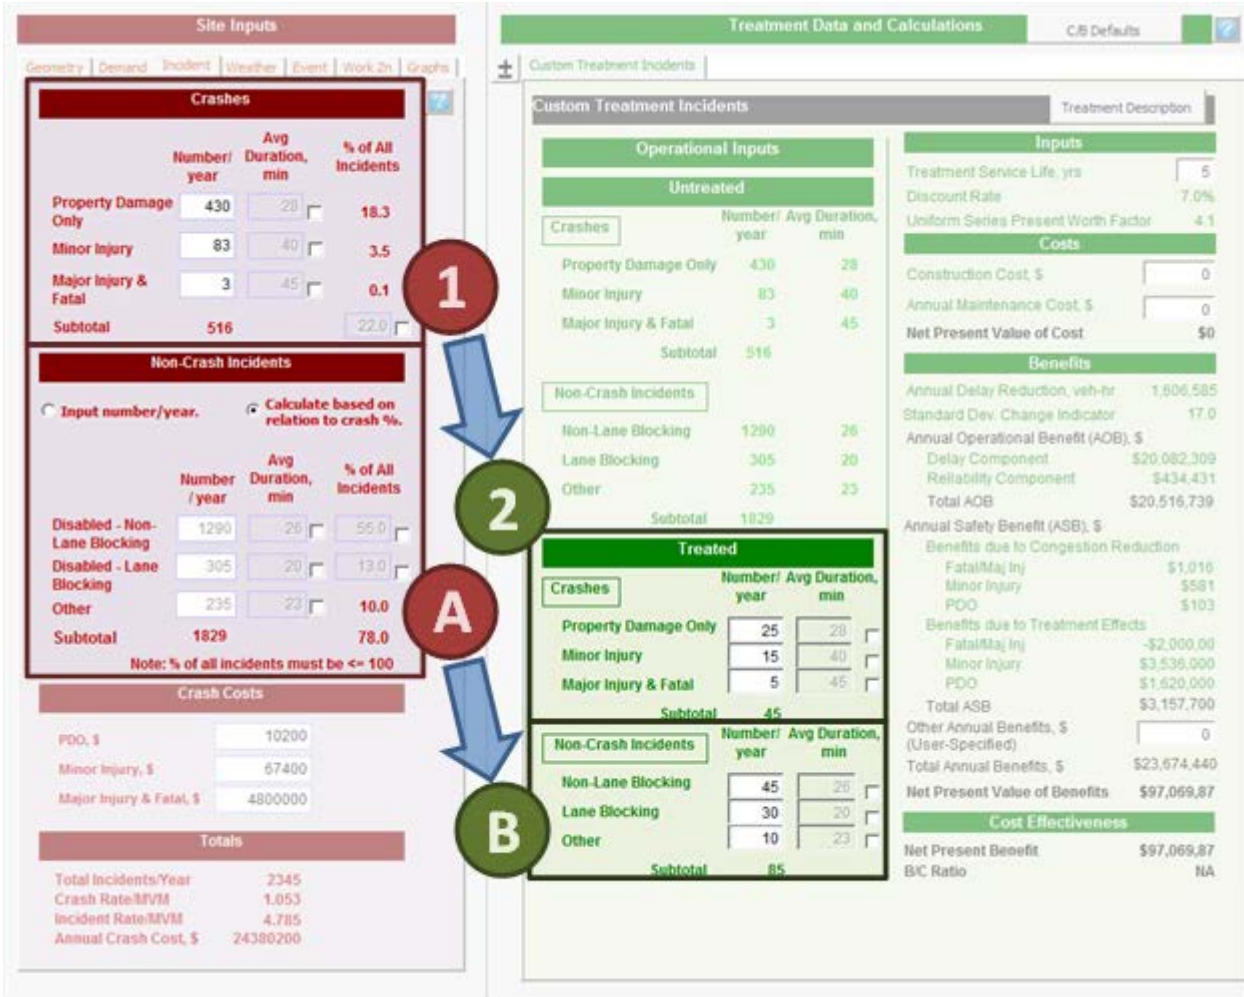 Site Inputs
Geometry | Demand | Incident | Weather | Event | Work Zn | Graphs |
Crashes
?
Number/ year
Avg Duration, min
% of All Incidents
Property Damage Only 430 28 18.3
Minor Injury 83 40 3.5
Major Injury & Fatal 3 45 0.1
Subtotal 516 22.0
1
Non-Crash Incidents
Input number/year.
Calculate based on
relation to crash %.
Number / year
Avg Duration, min
% of All Incidents
Disabled - Non-Lane Blocking 1290 26 55.0
Disabled - Lane Blocking 305 20 13.0
Other 235 23 10.0
Subtotal 1829 78.0
Note: % of all incidents must be <= 100
A
Crash Costs
PDO, $ 10200
Minor Injury, $ 67400
Major Injury & Fatal, $ 4800000
Totals
Total Incidents/Year 2345
Crash Rate/MVM 1.053
Incident Rate/MVM 4.785
Annual Crash Cost, $ 24380200
Treatment Data and Calculations
C/B Defaults
?
±
Custom Treatment Incidents
Custom Treatment Incidents
Treatment Description
Operational Inputs
Untreated
Crashes
Number/ year
Avg Duration, min
Property Damage Only 430 28
Minor Injury 83 40
Major Injury & Fatal 3 45
Subtotal 516
Non-Crash Incidents
Non-Lane Blocking 1290 26
Lane Blocking 305 20
Other 235 23
Subtotal 1829
2
Treated
Crashes
Number/ year
Avg Duration, min
Property Damage Only 25 28
Minor Injury 15 40
Major Injury & Fatal 5 45
Subtotal 45
Non-Crash Incidents
Number/ year
Avg Duration, min
Non-Lane Blocking 45 26
Lane Blocking 30 20
Other 10 23
Subtotal 85
B
Inputs
Treatment Service Life, yrs 5
Discount Rate 7.0%
Uniform Series Present Worth Factor 4.1
Costs
Construction Cost, $ 0
Annual Maintenance Cost, $ 0
Net Present Value of Cost $0
Benefits
Annual Delay Reduction, veh-hr 1,606,585
Standard Dev. Change Indicator 17.0
Annual Operational Benefit (AOB), $
Delay Component $20,082,309
Reliability Component $434,431
Total AOB $20,516,739
Annual Safety Benefit (ASB), $
Benefits due to Congestion Reduction
Fatal/Maj Inj $1,016
Minor Injury $581
PDO $103
Benefits due to Treatment Effects
Fatal/Maj Inj -$2,000,00
Minor Injury $3,536,000
PDO $1,620,000
Total ASB $3,157,700
Other Annual Benefits, $
(User-Specified) 0
Total Annual Benefits, $ $23,674,440
Net Present Value of Benefits $97,069,87
Cost Effectiveness
Net Present Benefit $97,069,87
B/C Ratio NA